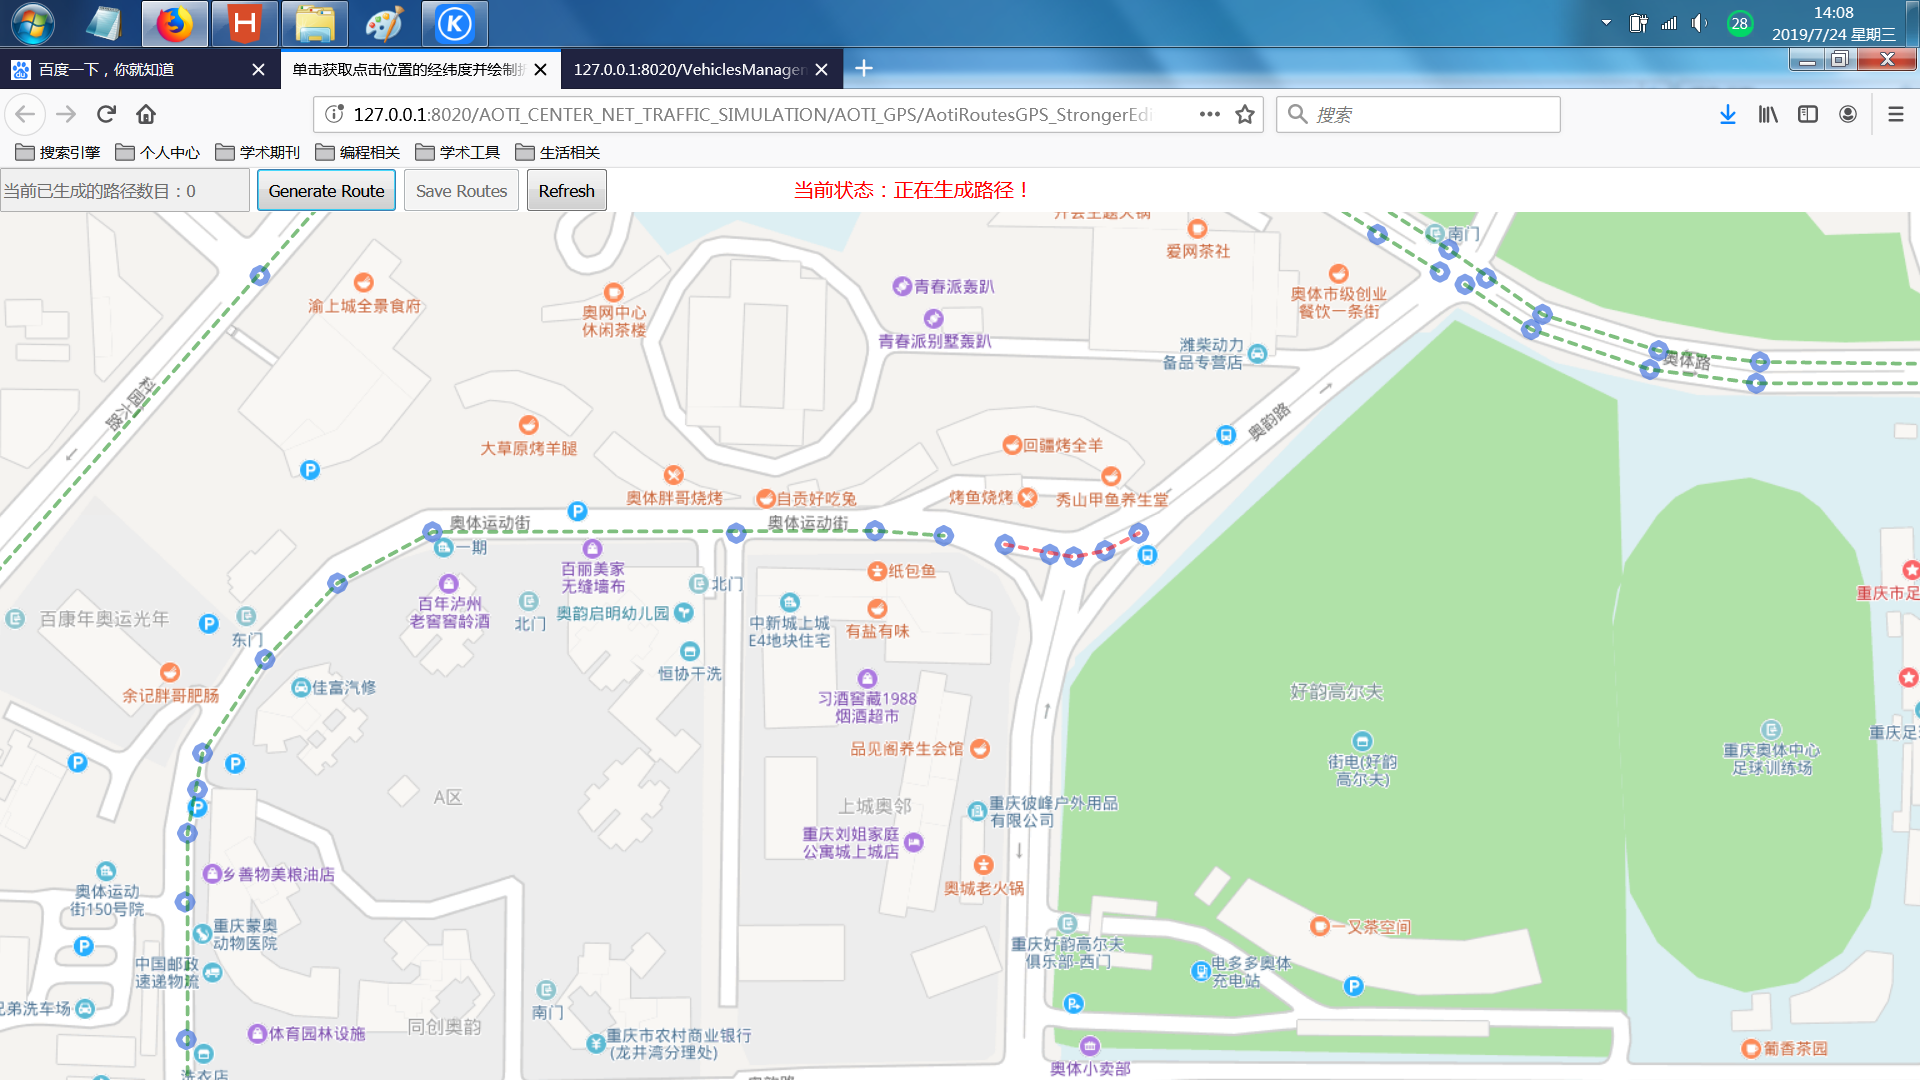 28
14:08
2019/7/24 星期三
百度一下，你就知道
单击获取点击位置的经纬度并绘制折
127.0.0.1:8020/VehiclesManage
127.0.0.1:8020/AOTI_CENTER_NET_TRAFFIC_SIMULATION/AOTI_GPS/AotiRoutesGPS_StrongerEdi
搜索
搜索引擎
个人中心
学术期刊
编程相关
学术工具
生活相关
当前已生成的路径数目：0
Generate Route
Save Routes
Refresh
当前状态：正在生成路径！
南门
爱网茶社
渝上城全景食府
奥网中心
休闲茶楼
青春派轰趴
青春派别墅轰趴
奥体市级创业
餐饮一条街
潍柴动力
备品专营店
奥体路
奥韵路
大草原烤羊腿
回疆烤全羊
奥体胖哥烧烤
自贡好吃兔
烤鱼烧烤
秀山甲鱼养生堂
奥体运动街
奥体运动街
一期
百丽美家
无缝墙布
纸包鱼
北门
百年泸州
老窖窖龄酒
北门
奥韵启明幼儿园
中新城上城
E4地块住宅
有盐有味
百康年奥运光年
东门
恒协干洗
余记胖哥肥肠
佳富汽修
习酒窖藏1988
烟酒超市
品见阁养生会馆
好韵高尔夫
街电(好韵
高尔夫)
重庆奥体中心
足球训练场
重庆市足
重庆足
A区
上城奥邻
重庆彼峰户外用品
有限公司
重庆刘姐家庭
公寓城上城店
乡善物美粮油店
奥城老火锅
奥体运动
街150号院
重庆蒙奥
动物医院
重庆好韵高尔夫
俱乐部-西门
一叉茶空间
中国邮政
速递物流
电多多奥体
充电站
兄弟洗车场
南门
同创奥韵
体育园林设施
重庆市农村商业银行
(龙井湾分理处)
奥体小卖部
葡香茶园
洗衣店